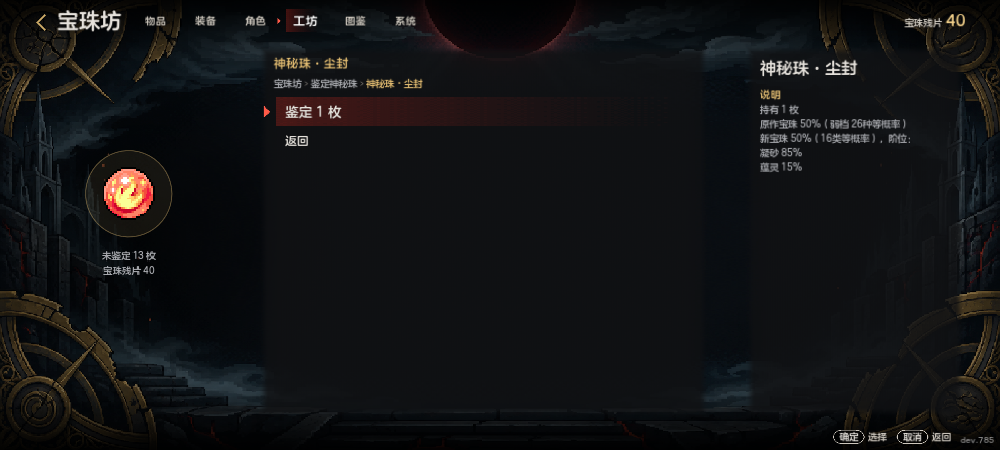 宝珠坊
物品 装备 角色 工坊 图鉴 系统
宝珠残片 40
神秘珠 · 尘封
宝珠坊 › 鉴定神秘珠 › 神秘珠 · 尘封
鉴定 1 枚
返回
未鉴定 13 枚
宝珠残片 40
神秘珠 · 尘封
说明
持有 1 枚
原作宝珠 50%（弱档 26种等概率）
新宝珠 50%（16类等概率），阶位：
凝砂 85%
蕴灵 15%
确定 选择 取消 返回 dev.785